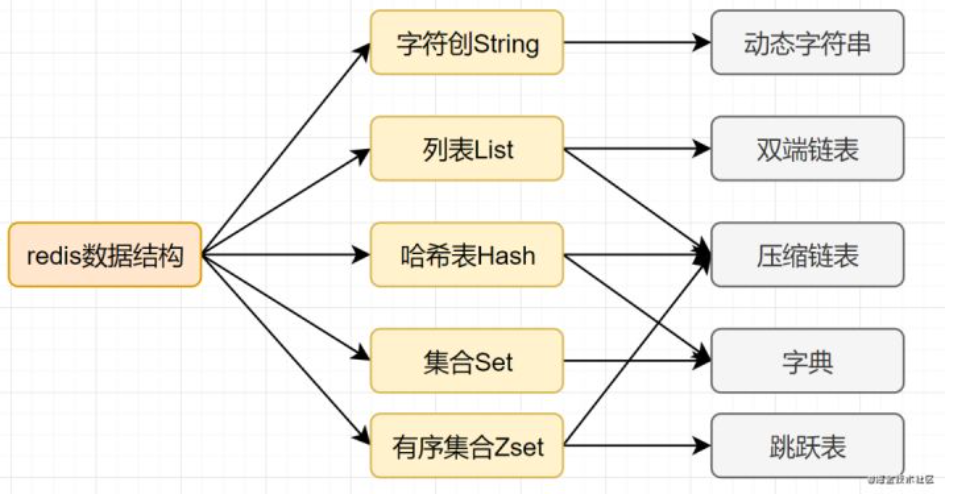 字符创String
动态字符串
列表List
双端链表
redis数据结构
哈希表Hash
压缩链表
集合Set
字典
有序集合Zset
跳跃表
@掘金技术社区